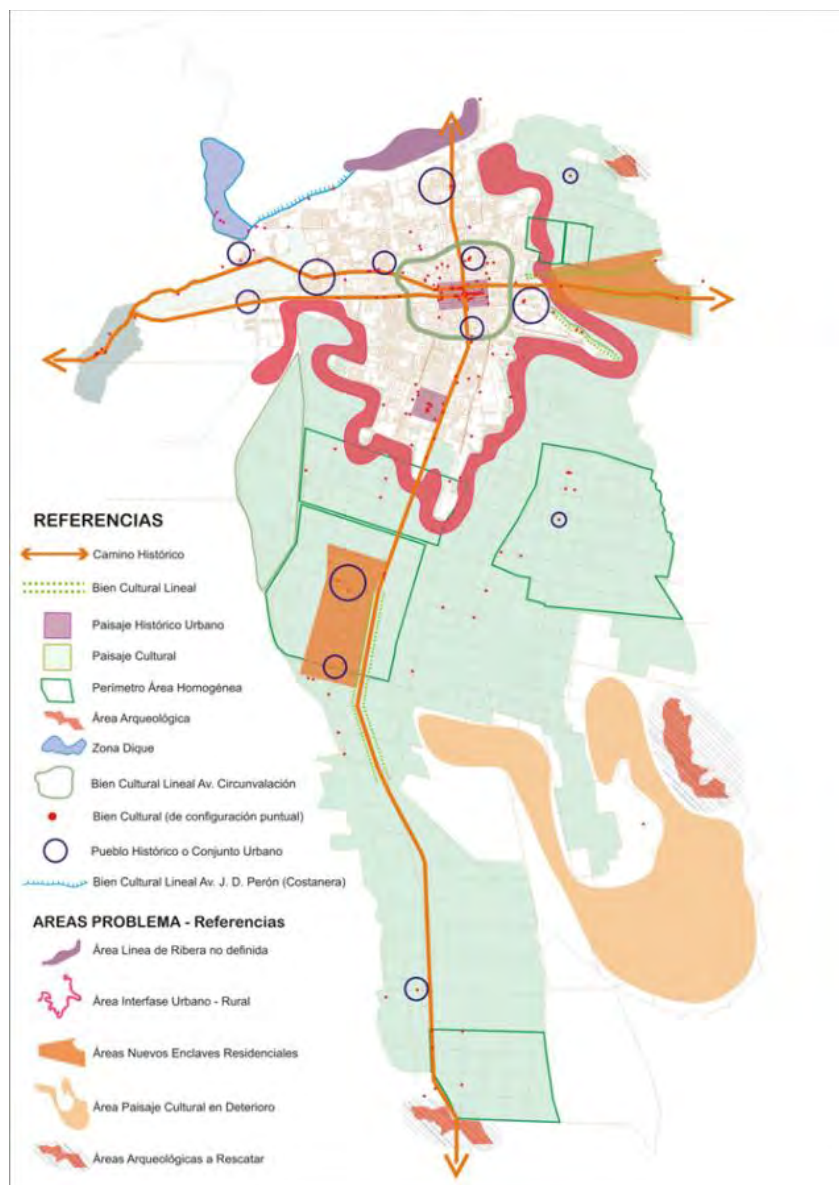 REFERENCIAS
Camino Histórico
Bien Cultural Lineal
Paisaje Histórico Urbano
Paisaje Cultural
Perímetro Área Homogénea
Área Arqueológica
Zona Dique
Bien Cultural Lineal Av. Circunvalación
Bien Cultural (de configuración puntual)
Pueblo Histórico o Conjunto Urbano
Bien Cultural Lineal Av. J. D. Perón (Costanera)
AREAS PROBLEMA - Referencias
Área Linea de Ribera no definida
Área Interfase Urbano - Rural
Áreas Nuevos Enclaves Residenciales
Área Paisaje Cultural en Deterioro
Áreas Arqueológicas a Rescatar